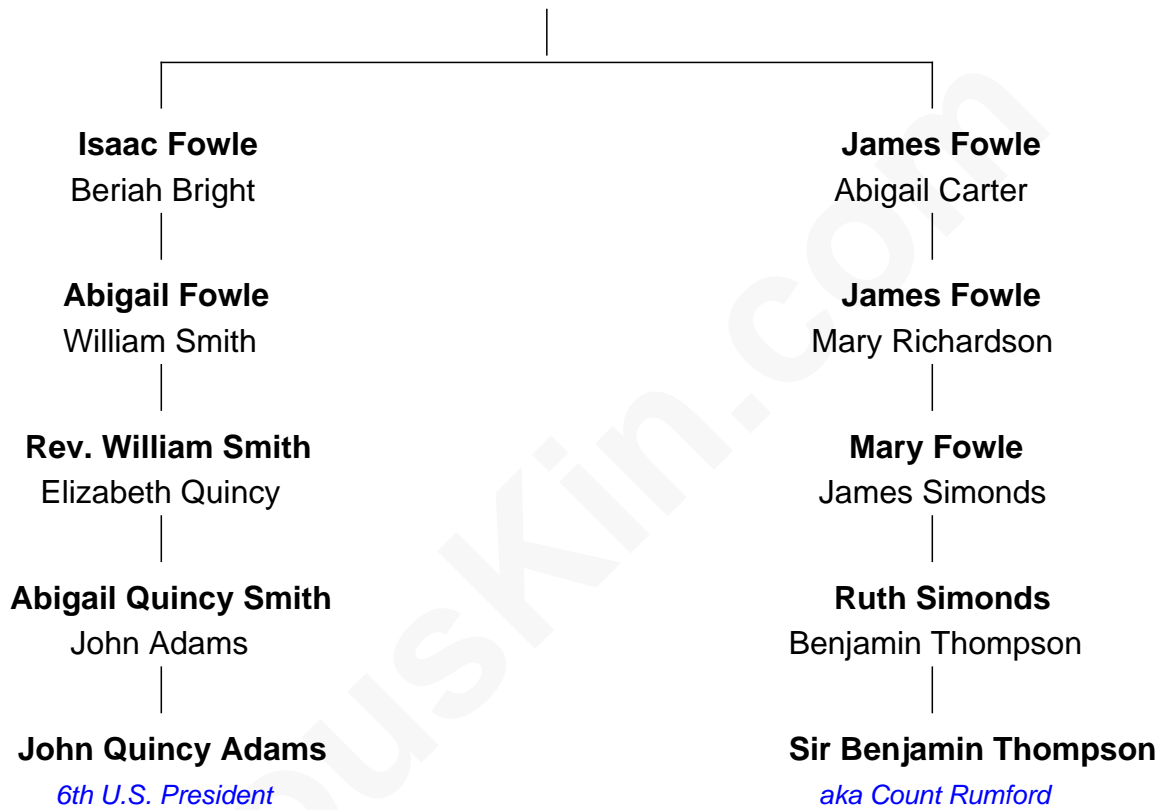 Isaac Fowle
Beriah Bright
James Fowle
Abigail Carter
Abigail Fowle
William Smith
James Fowle
Mary Richardson
Rev. William Smith
Elizabeth Quincy
Mary Fowle
James Simonds
Abigail Quincy Smith
John Adams
Ruth Simonds
Benjamin Thompson
John Quincy Adams
6th U.S. President
Sir Benjamin Thompson
aka Count Rumford
ousKin.com